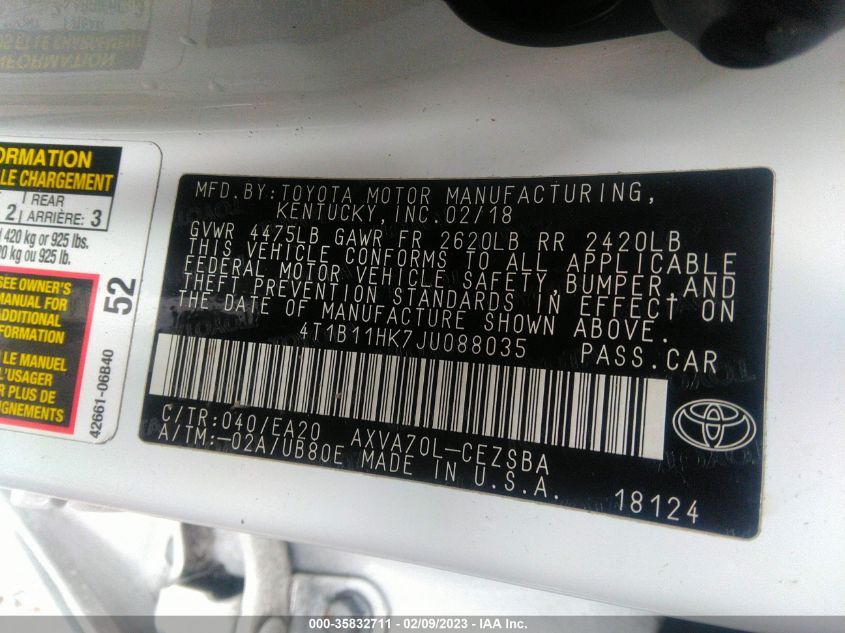 ORMATION
LE CHARGEMENT
2 REAR
ARRIÈRE: 3
420 kg or 925 lbs.
kg ou 925 lb.
SEE OWNER'S
MANUAL FOR
ADDITIONAL
INFORMATION
LE MANUEL
L'USAGER
PLUS DE
52
42661-06B40
MFD. BY: TOYOTA MOTOR MANUFACTURING,
KENTUCKY, INC. 02/18
GVWR 4475LB GAWR FR 2620LB RR 2420LB
THIS VEHICLE CONFORMS TO ALL APPLICABLE
FEDERAL MOTOR VEHICLE SAFETY, BUMPER, AND
THEFT PREVENTION STANDARDS IN EFFECT ON
THE DATE OF MANUFACTURE SHOWN ABOVE.
4T1B11HK7JU088035 PASS.CAR
C/TR: 040/EA20 AXVA70L-CEZSBA
A/TM:-02A/UB80E MADE IN U.S.A.
18124
000-35832711 - 02/09/2023 - IAA Inc.